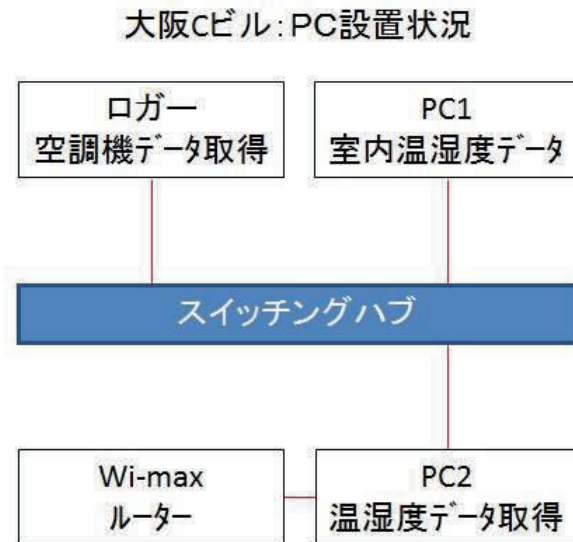 大阪Cビル:PC設置状況
ロガー
空調機ﾃﾞｰﾀ取得
PC1
室内温湿度ﾃﾞｰﾀ
スイッチングハブ
Wi-max
ﾙｰﾀｰ
PC2
温湿度ﾃﾞｰﾀ取得